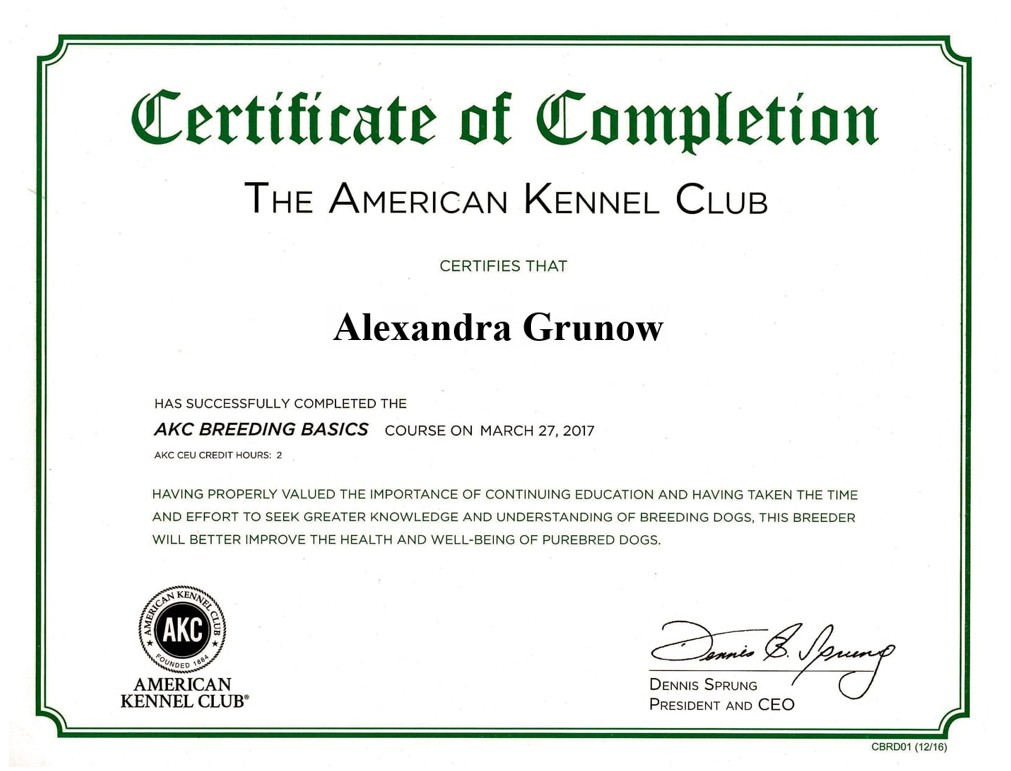 Certificate of Completion
THE AMERICAN KENNEL CLUB
CERTIFIES THAT
Alexandra Grunow
HAS SUCCESSFULLY COMPLETED THE
AKC BREEDING BASICS COURSE ON MARCH 27, 2017
AKC CEU CREDIT HOURS: 2
HAVING PROPERLY VALUED THE IMPORTANCE OF CONTINUING EDUCATION AND HAVING TAKEN THE TIME
AND EFFORT TO SEEK GREATER KNOWLEDGE AND UNDERSTANDING OF BREEDING DOGS, THIS BREEDER
WILL BETTER IMPROVE THE HEALTH AND WELL-BEING OF PUREBRED DOGS.
AMERICAN KENNEL CLUB
AKC
FOUNDED 1884
AMERICAN
KENNEL CLUB®
Dennis B. Sprung
DENNIS SPRUNG
PRESIDENT AND CEO
CBRD01 (12/16)